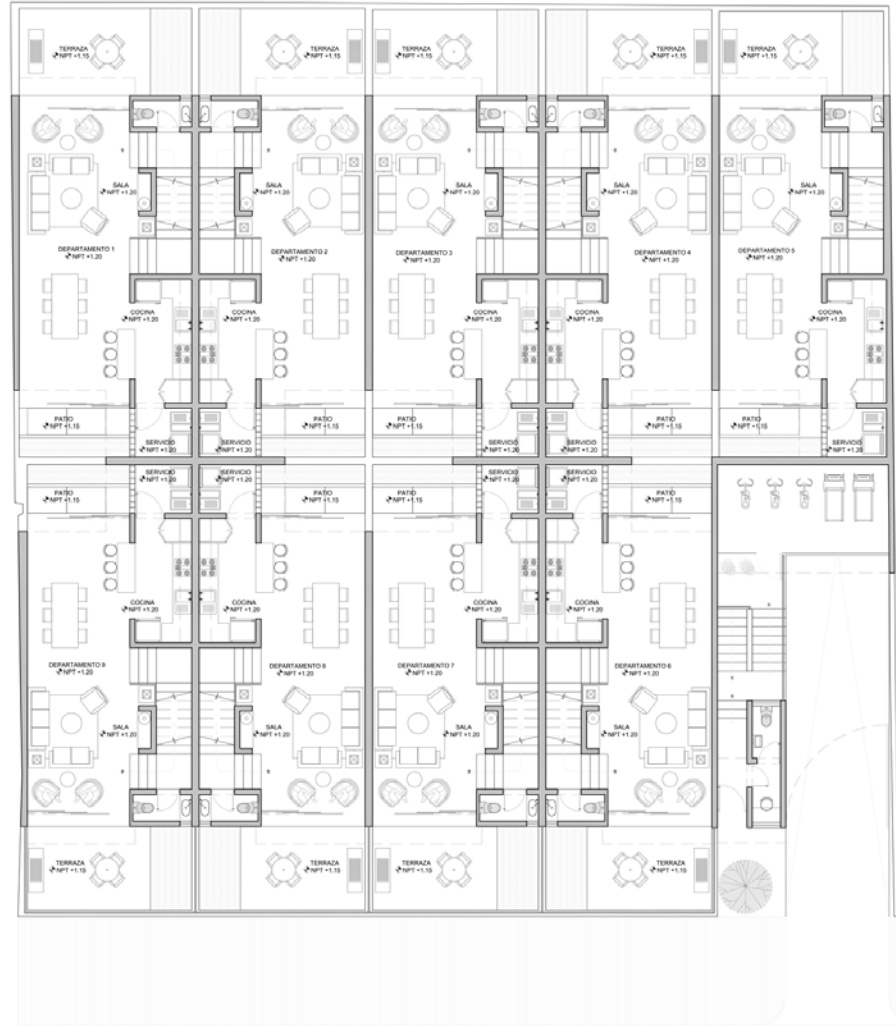 TERRAZA
NPT +1.15
TERRAZA
NPT +1.15
TERRAZA
NPT +1.15
TERRAZA
NPT +1.15
TERRAZA
NPT +1.15
SALA
NPT +1.20
SALA
NPT +1.20
SALA
NPT +1.20
SALA
NPT +1.20
SALA
NPT +1.20
DEPARTAMENTO 1
NPT +1.20
DEPARTAMENTO 2
NPT +1.20
DEPARTAMENTO 3
NPT +1.20
DEPARTAMENTO 4
NPT +1.20
DEPARTAMENTO 5
NPT +1.20
COCINA
NPT +1.20
COCINA
NPT +1.20
COCINA
NPT +1.20
COCINA
NPT +1.20
COCINA
NPT +1.20
PATIO
NPT +1.15
PATIO
NPT +1.15
PATIO
NPT +1.15
PATIO
NPT +1.15
PATIO
NPT +1.15
SERVICIO
NPT +1.20
SERVICIO
NPT +1.20
SERVICIO
NPT +1.20
SERVICIO
NPT +1.20
SERVICIO
NPT +1.20
SERVICIO
NPT +1.20
SERVICIO
NPT +1.20
SERVICIO
NPT +1.20
SERVICIO
NPT +1.20
PATIO
NPT +1.15
PATIO
NPT +1.15
PATIO
NPT +1.15
PATIO
NPT +1.15
COCINA
NPT +1.20
COCINA
NPT +1.20
COCINA
NPT +1.20
COCINA
NPT +1.20
DEPARTAMENTO 9
NPT +1.20
DEPARTAMENTO 8
NPT +1.20
DEPARTAMENTO 7
NPT +1.20
DEPARTAMENTO 6
NPT +1.20
SALA
NPT +1.20
SALA
NPT +1.20
SALA
NPT +1.20
SALA
NPT +1.20
TERRAZA
NPT +1.15
TERRAZA
NPT +1.15
TERRAZA
NPT +1.15
TERRAZA
NPT +1.15